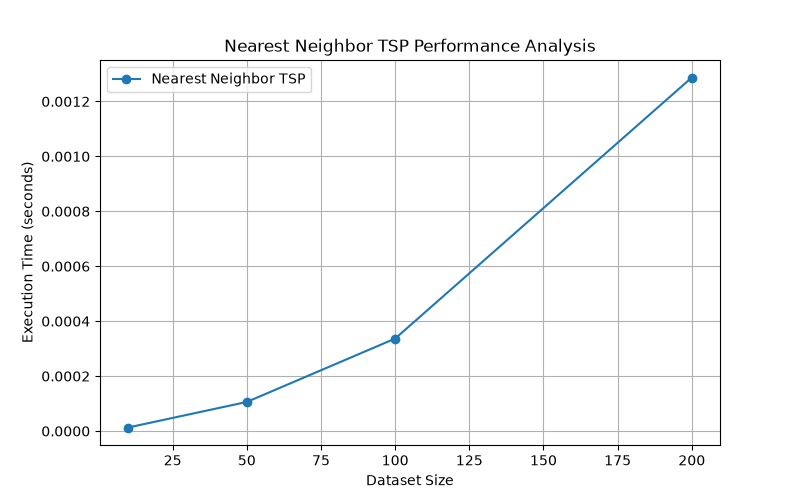 Nearest Neighbor TSP Performance Analysis
Nearest Neighbor TSP
Execution Time (seconds)
0.0012
0.0010
0.0008
0.0006
0.0004
0.0002
0.0000
25 50 75 100 125 150 175 200
Dataset Size